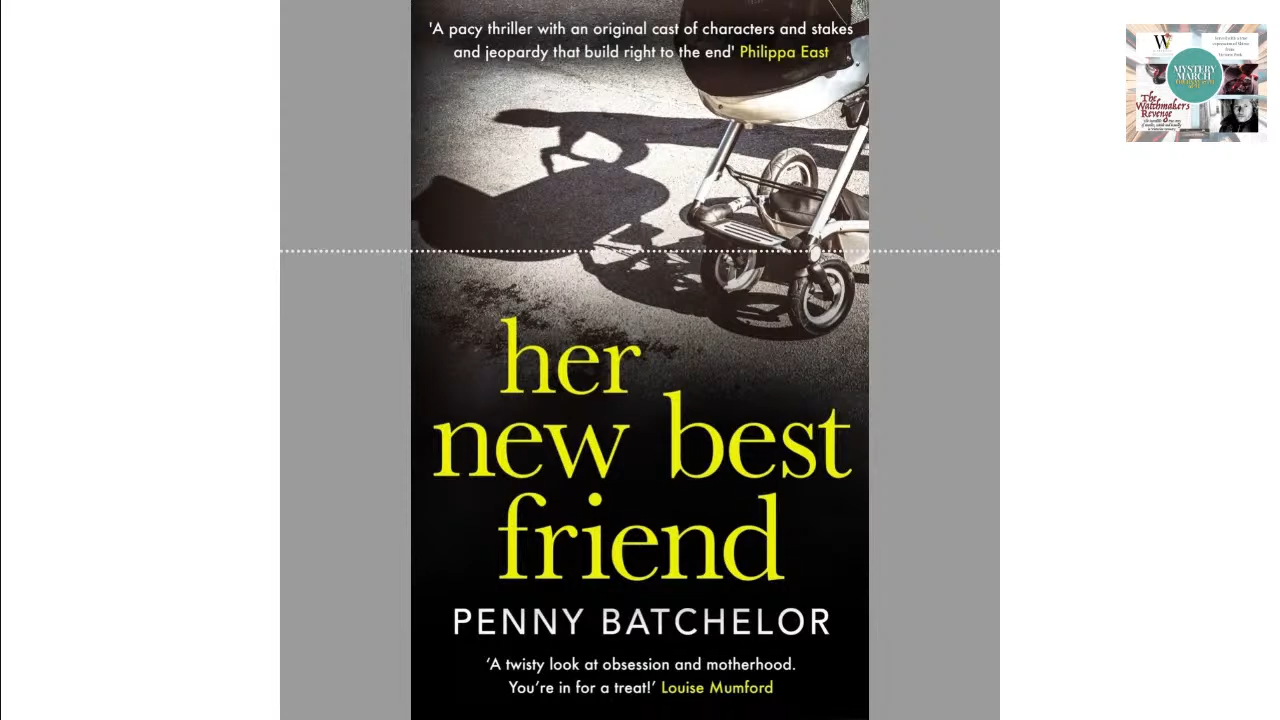 'A pacy thriller with an original cast of characters and stakes
and jeopardy that build right to the end' Philippa East
her
new best
friend
PENNY BATCHELOR
‘A twisty look at obsession and motherhood.
You’re in for a treat!’ Louise Mumford
W
MYSTERY
MARCH
The
Watchmaker's
Revenge